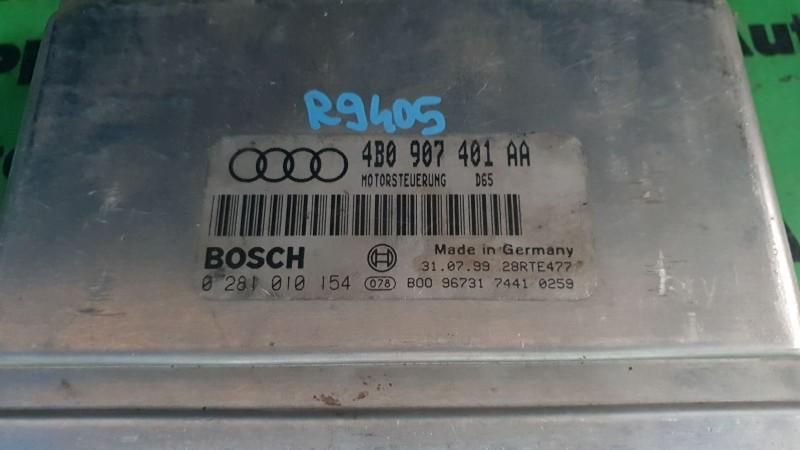 R9405
4B0 907 401 AA
MOTORSTEUERUNG D65
BOSCH Made in Germany
31.07.99 28RTE477
0 281 010 154 078 B00 96731 7441 0259